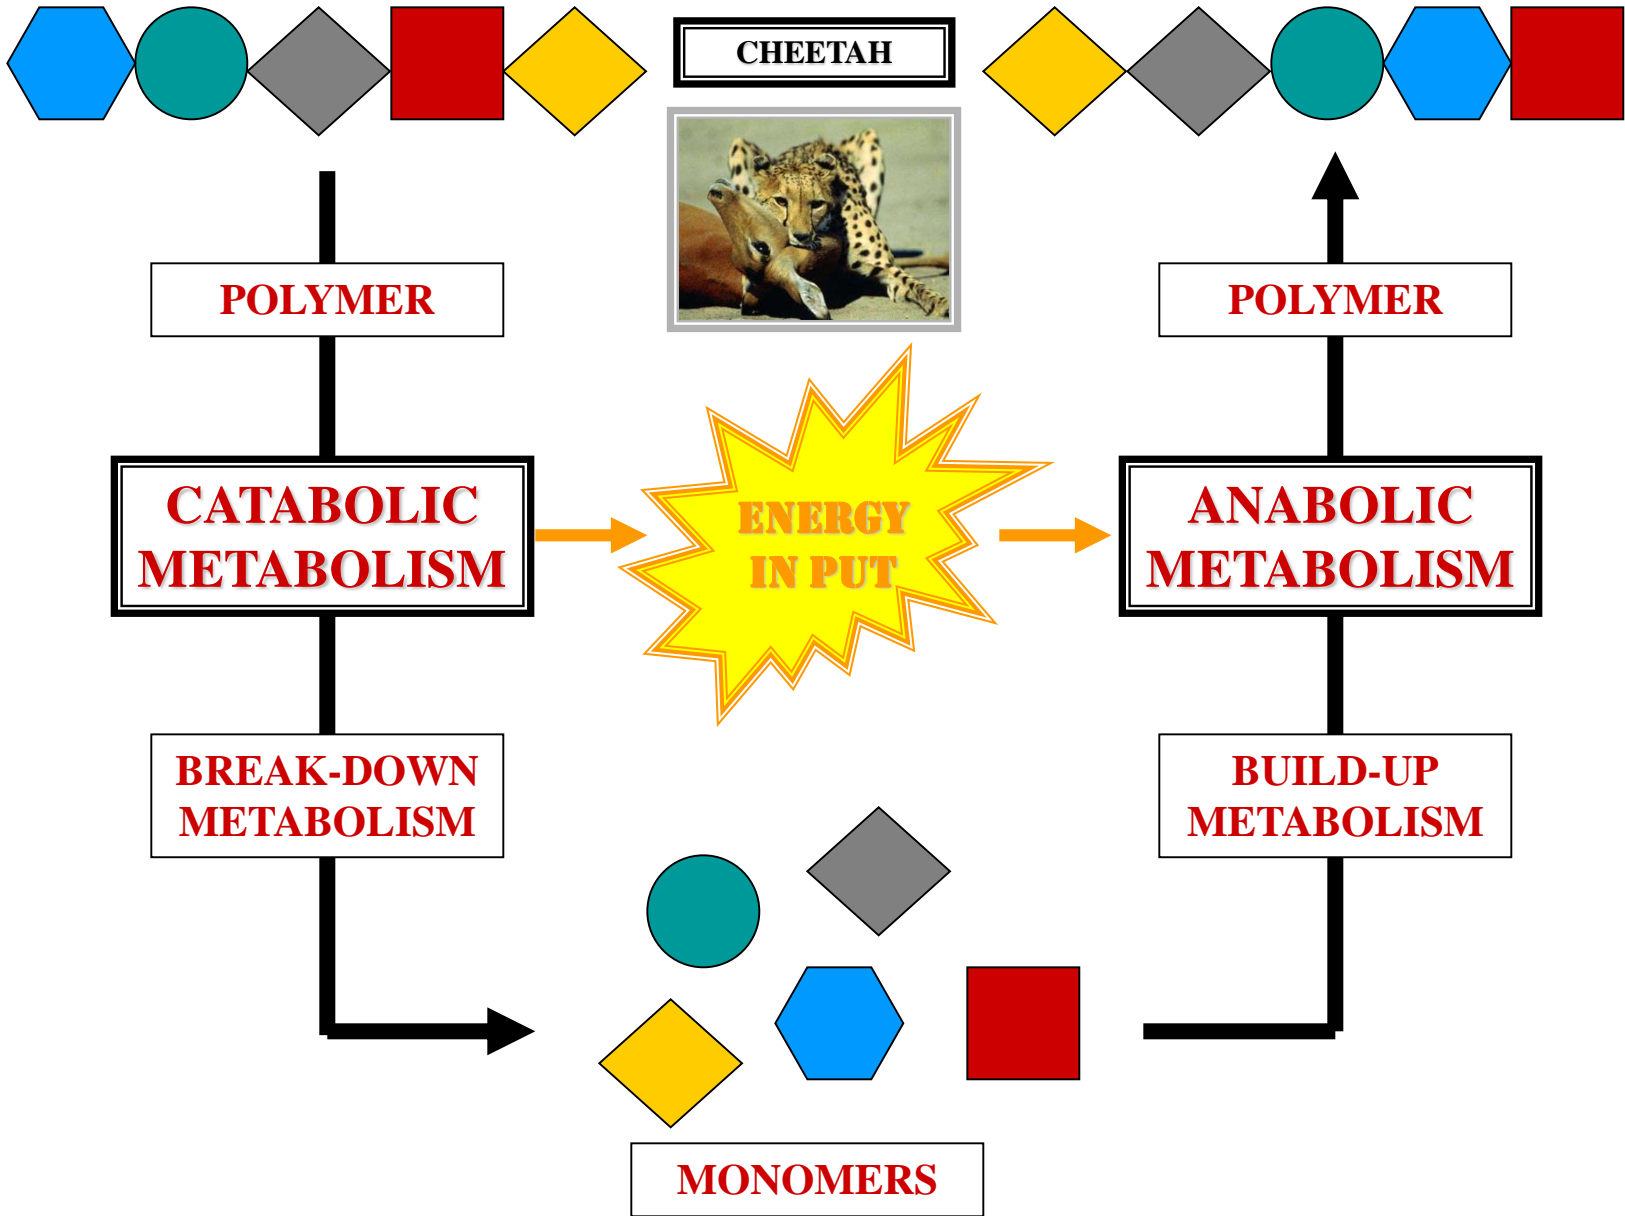 CHEETAH
POLYMER
POLYMER
CATABOLIC
METABOLISM
ENERGY
IN PUT
ANABOLIC
METABOLISM
BREAK-DOWN
METABOLISM
BUILD-UP
METABOLISM
MONOMERS